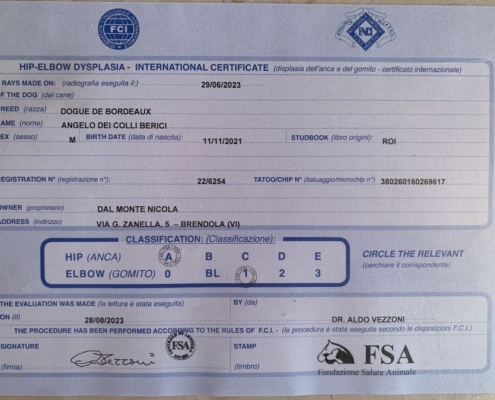 FCI
ENCI
HIP-ELBOW DYSPLASIA - INTERNATIONAL CERTIFICATE (displasia dell'anca e del gomito - certificato internazionale)
RAYS MADE ON: (radiografia eseguita il:) 29/06/2023
OF THE DOG (del cane)
REED (razza) DOGUE DE BORDEAUX
AME (nome) ANGELO DEI COLLI BERICI
EX (sesso) M BIRTH DATE (data di nascita): 11/11/2021 STUDBOOK (libro origini): ROI
REGISTRATION N° (registrazione n°): 22/6254 TATOO/CHIP N° (tatuaggio/microchip n°) 380260160269617
OWNER (proprietario) DAL MONTE NICOLA
ADDRESS (indirizzo) VIA G. ZANELLA, 5 – BRENDOLA (VI)
CLASSIFICATION: (Classificazione):
HIP (ANCA) A B C D E
ELBOW (GOMITO) 0 BL 1 2 3
CIRCLE THE RELEVANT
(cerchiare il corrispondente)
THE EVALUATION WAS MADE (la lettura è stata eseguita) BY (da)
ON (il) 28/08/2023 DR. ALDO VEZZONI
THE PROCEDURE HAS BEEN PERFORMED ACCORDING TO THE RULES OF F.C.I. - (la procedura è stata eseguita secondo le disposizioni F.C.I.)
SIGNATURE FSA STAMP FSA
(firma) (timbro) Fondazione Salute Animale